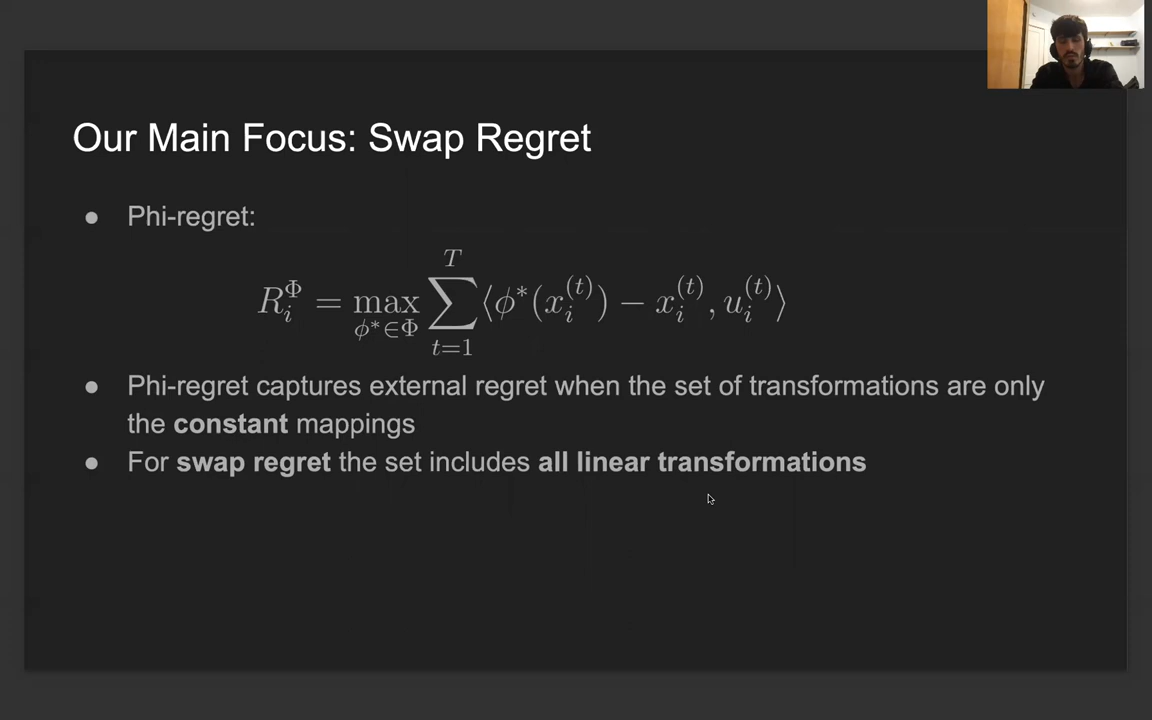 Our Main Focus: Swap Regret
● Phi-regret:
R_i^Φ = max_{ϕ*∈Φ} ∑_{t=1}^{T} ⟨ϕ*(x_i^{(t)}) − x_i^{(t)}, u_i^{(t)}⟩
● Phi-regret captures external regret when the set of transformations are only
the constant mappings
● For swap regret the set includes all linear transformations